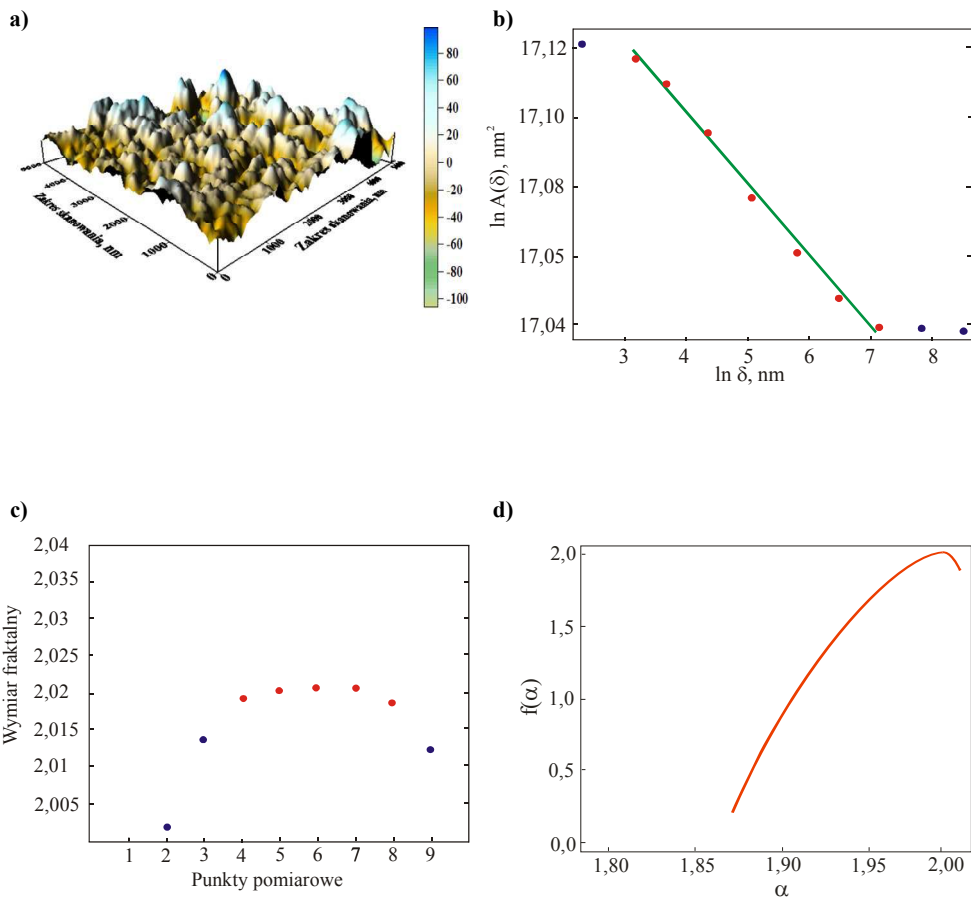 a)
80
60
40
20
0
-20
-40
-60
-80
-100
4000
3000
2000
1000
0
Zakres skanowania, nm
0
1000
2000
3000
4000
Zakres skanowania, nm
b)
17,12
17,10
17,08
17,05
17,04
ln A(δ), nm²
3 4 5 6 7 8
ln δ, nm
c)
2,04
2,035
2,03
2,025
2,02
2,015
2,01
2,005
Wymiar fraktalny
1 2 3 4 5 6 7 8 9
Punkty pomiarowe
d)
2,0
1,5
1,0
0,5
0,0
f(α)
1,80 1,85 1,90 1,95 2,00
α